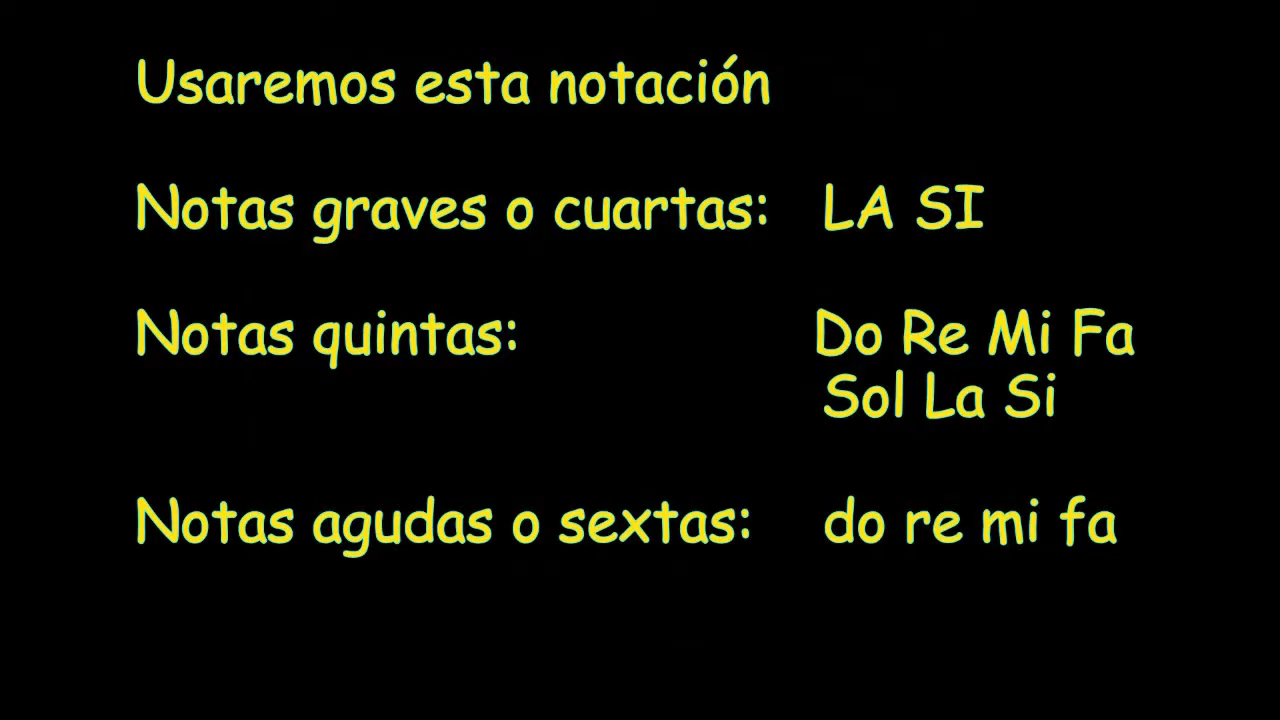 Usaremos esta notación
Notas graves o cuartas: LA SI
Notas quintas: Do Re Mi Fa
Sol La Si
Notas agudas o sextas: do re mi fa